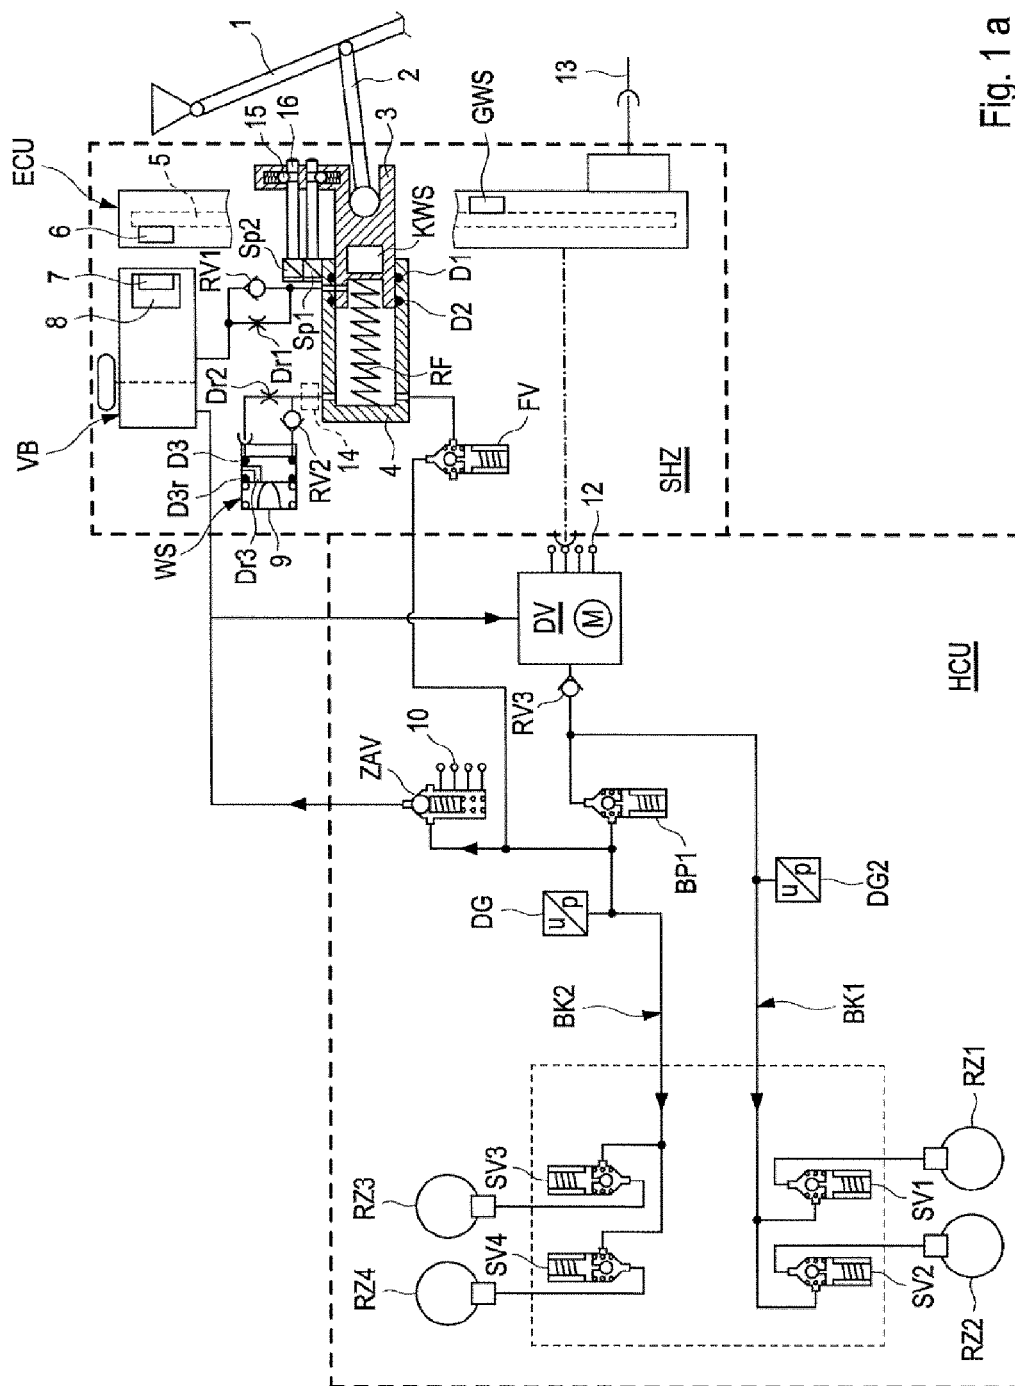 1
2
3
ECU
5
6
7
8
15
16
GWS
13
KWS
Sp2
Sp1
RV1
D1
D2
VB
Dr1
Dr2
RF
D3
D3r
RV2
14
4
FV
WS
Dr3
9
SHZ
12
DV
M
HCU
RV3
10
ZAV
BP1
DG
u
p
DG2
u
p
BK2
BK1
RZ3
SV3
RZ4
SV4
RZ1
SV1
RZ2
SV2
Fig. 1 a